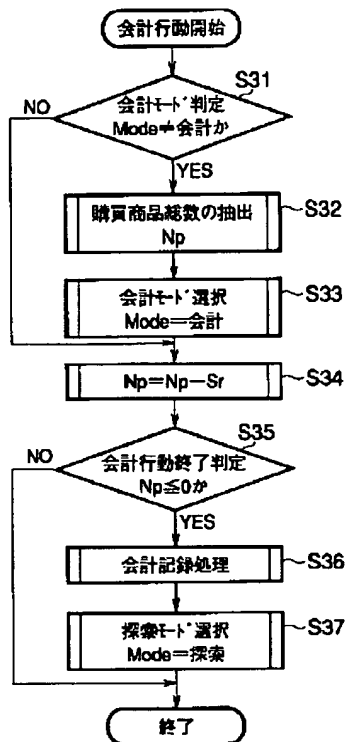 会計行動開始
S31
会計ﾓｰﾄﾞ判定
Mode≠会計か
NO
YES
購買商品総数の抽出
Np
S32
会計ﾓｰﾄﾞ選択
Mode=会計
S33
Np=Np−Sr
S34
S35
会計行動終了判定
Np≦0か
NO
YES
会計記録処理
S36
探索ﾓｰﾄﾞ選択
Mode=探索
S37
終了